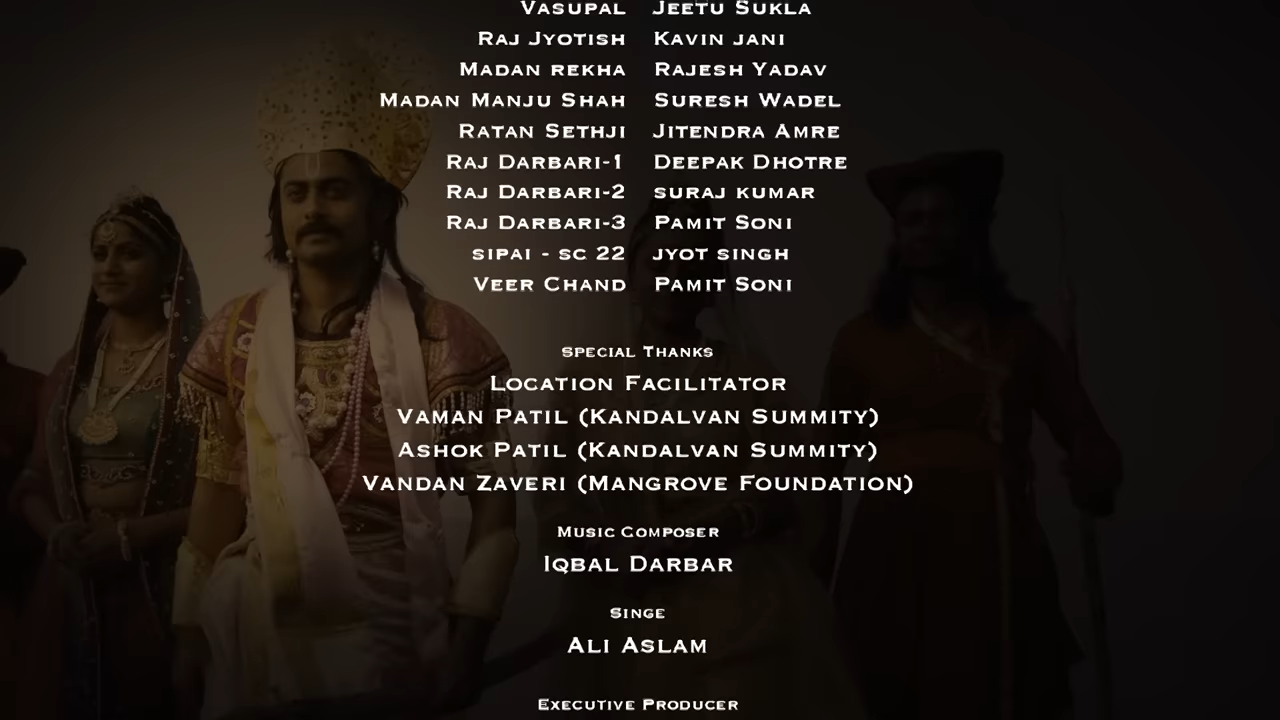 Vasupal Jeetu Sukla
Raj Jyotish Kavin jani
Madan rekha Rajesh Yadav
Madan Manju Shah Suresh Wadel
Ratan Sethji Jitendra Amre
Raj Darbari-1 Deepak Dhotre
Raj Darbari-2 suraj kumar
Raj Darbari-3 Pamit Soni
sipai - sc 22 jyot singh
Veer Chand Pamit Soni
special Thanks
Location Facilitator
Vaman Patil (Kandalvan Summity)
Ashok Patil (Kandalvan Summity)
Vandan Zaveri (Mangrove Foundation)
Music Composer
Iqbal Darbar
Singe
Ali Aslam
Executive Producer